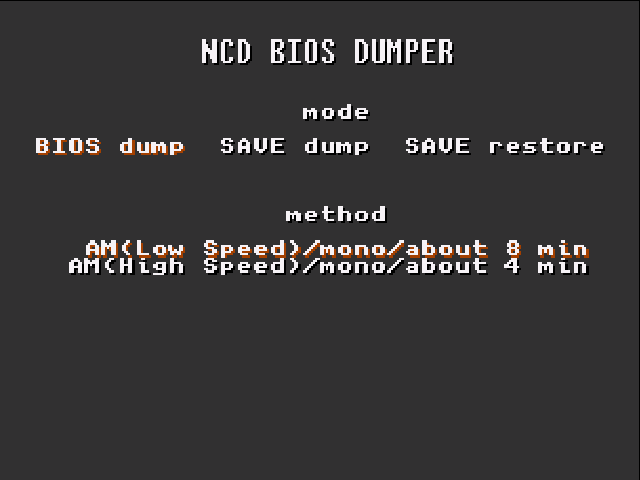 NCD BIOS DUMPER
mode
BIOS dump SAVE dump SAVE restore
method
AM(Low Speed)/mono/about 8 min
AM(High Speed)/mono/about 4 min